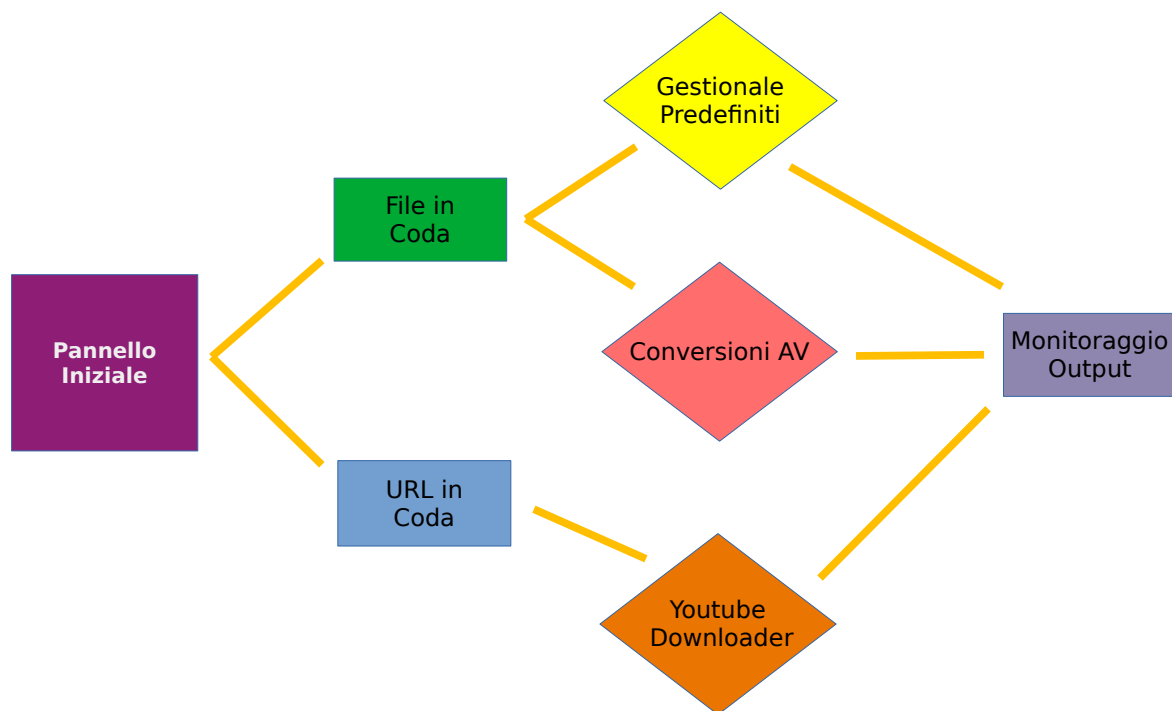 Gestionale
Predefiniti
File in
Coda
Pannello
Iniziale
Conversioni AV
Monitoraggio
Output
URL in
Coda
Youtube
Downloader